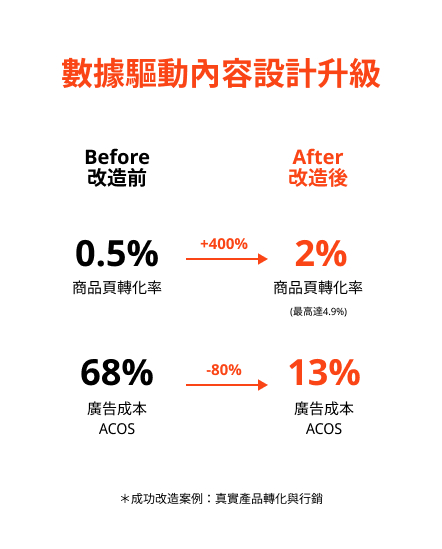 數據驅動內容設計升級
Before
改造前
After
改造後
0.5%
+400%
2%
商品頁轉化率
商品頁轉化率
(最高達4.9%)
68%
-80%
13%
廣告成本
ACOS
廣告成本
ACOS
＊成功改造案例：真實產品轉化與行銷